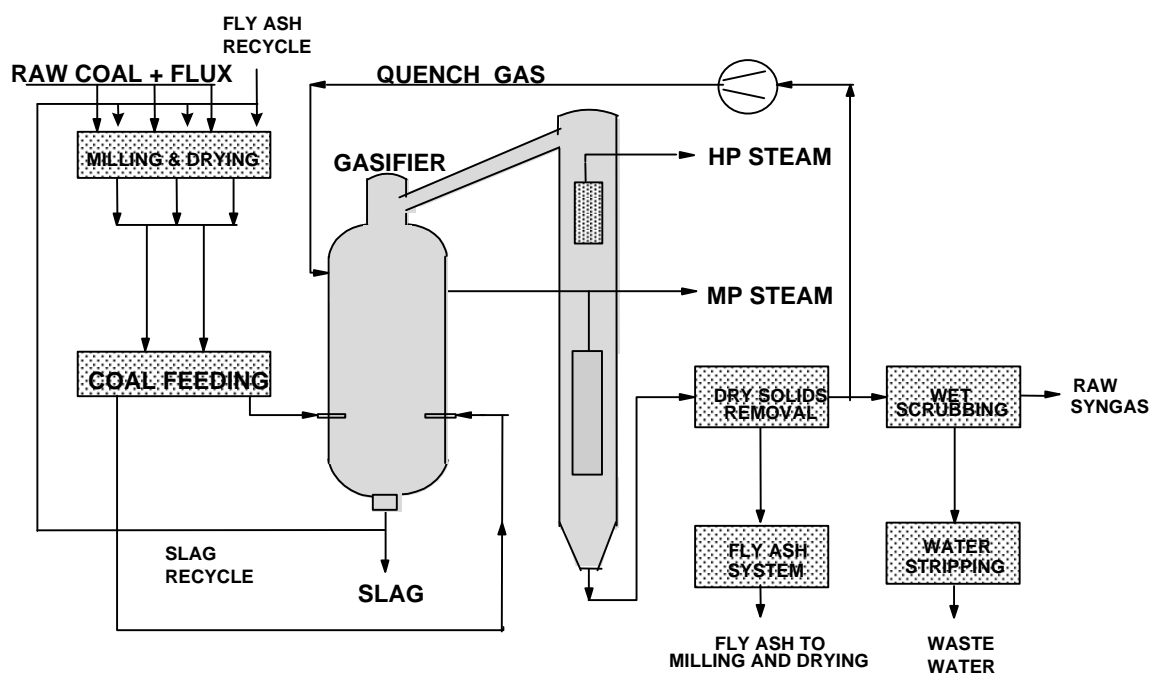 FLY ASH
RECYCLE
RAW COAL + FLUX
QUENCH GAS
MILLING & DRYING
GASIFIER
HP STEAM
MP STEAM
COAL FEEDING
DRY SOLIDS
REMOVAL
WET
SCRUBBING
RAW
SYNGAS
SLAG
RECYCLE
SLAG
FLY ASH
SYSTEM
WATER
STRIPPING
FLY ASH TO
MILLING AND DRYING
WASTE
WATER